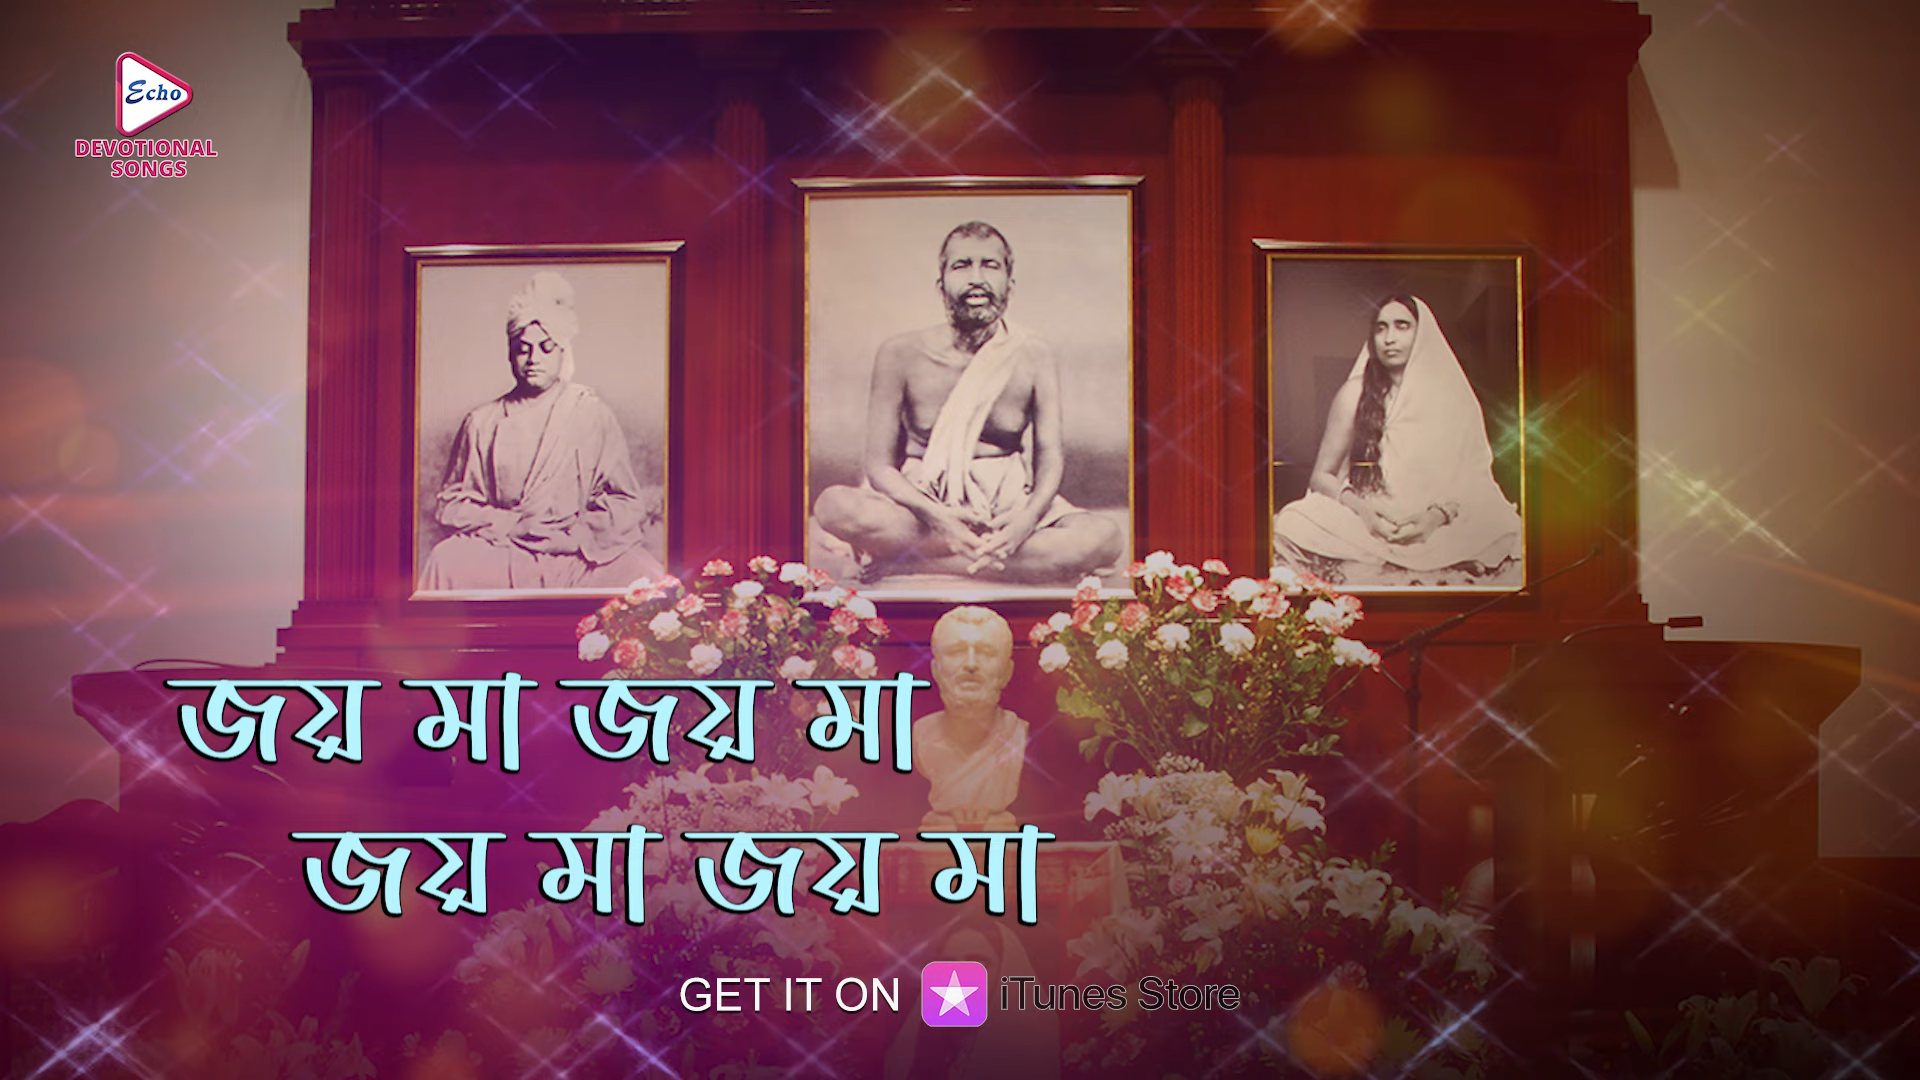 Echo
DEVOTIONAL
SONGS
জয় মা জয় মা
জয় মা জয় মা
GET IT ON iTunes Store